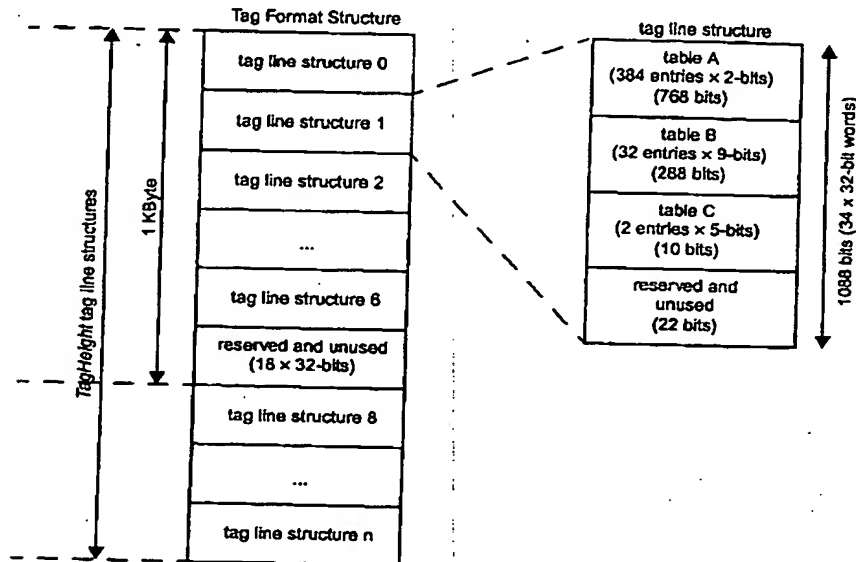 Tag Format Structure
tag line structure 0
tag line structure 1
tag line structure 2
...
tag line structure 6
reserved and unused
(18 x 32-bits)
tag line structure 8
...
tag line structure n
1 KByte
TagHeight tag line structures
tag line structure
table A
(384 entries × 2-bits)
(768 bits)
table B
(32 entries × 9-bits)
(288 bits)
table C
(2 entries × 5-bits)
(10 bits)
reserved and
unused
(22 bits)
1088 bits (34 x 32-bit words)